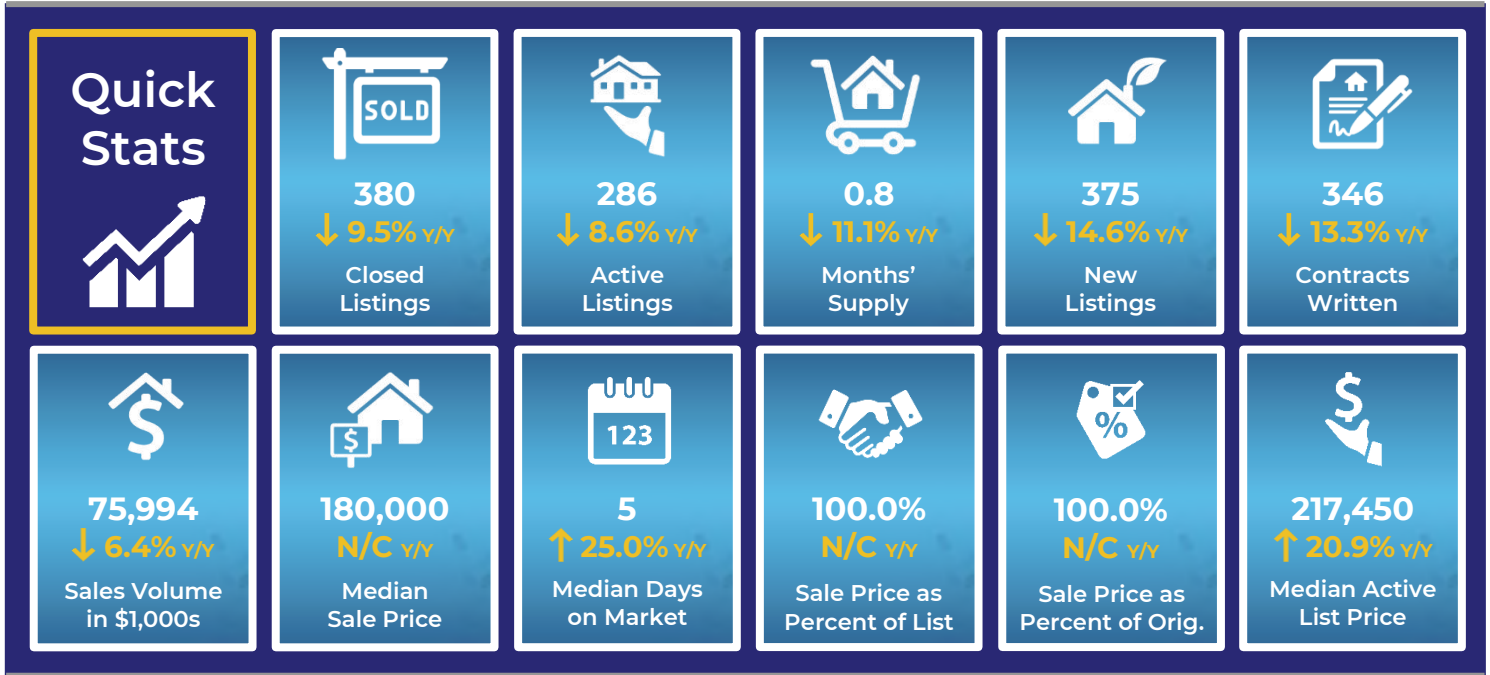 Quick
Stats
SOLD
380
↓ 9.5% Y/Y
Closed
Listings
286
↓ 8.6% Y/Y
Active
Listings
0.8
↓ 11.1% Y/Y
Months’
Supply
375
↓ 14.6% Y/Y
New
Listings
346
↓ 13.3% Y/Y
Contracts
Written
$
75,994
↓ 6.4% Y/Y
Sales Volume
in $1,000s
$
180,000
N/C Y/Y
Median
Sale Price
123
5
↑ 25.0% Y/Y
Median Days
on Market
100.0%
N/C Y/Y
Sale Price as
Percent of List
%
100.0%
N/C Y/Y
Sale Price as
Percent of Orig.
$
217,450
↑ 20.9% Y/Y
Median Active
List Price